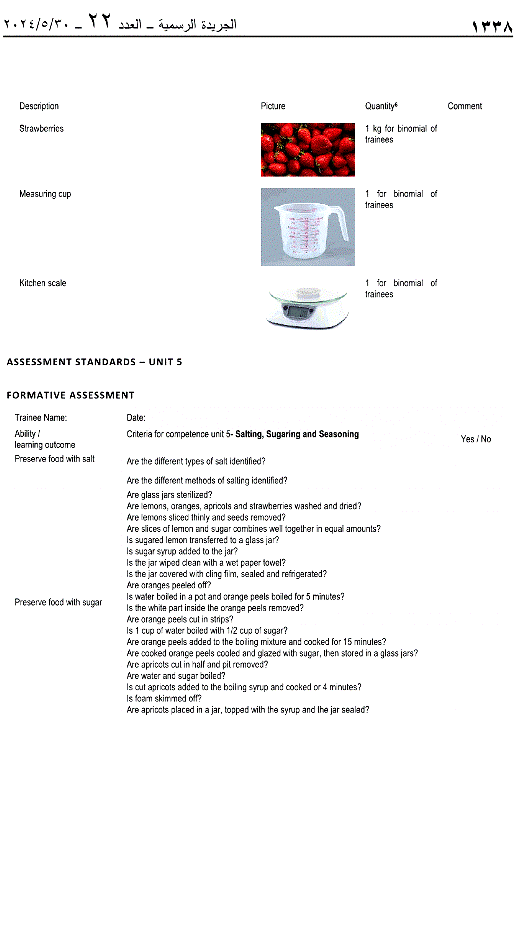 ١٣٣٨ الجريدة الرسمية ـ العدد ٢٢ ـ ٢٠٢٤/٥/٣٠
Description Picture Quantity⁶ Comment
Strawberries 1 kg for binomial of
trainees
Measuring cup 1 for binomial of
trainees
Kitchen scale 1 for binomial of
trainees
ASSESSMENT STANDARDS – UNIT 5
FORMATIVE ASSESSMENT
Trainee Name: Date:
Ability / Criteria for competence unit 5- Salting, Sugaring and Seasoning Yes / No
learning outcome
Preserve food with salt Are the different types of salt identified?
Are the different methods of salting identified?
Are glass jars sterilized?
Are lemons, oranges, apricots and strawberries washed and dried?
Are lemons sliced thinly and seeds removed?
Are slices of lemon and sugar combines well together in equal amounts?
Is sugared lemon transferred to a glass jar?
Is sugar syrup added to the jar?
Is the jar wiped clean with a wet paper towel?
Is the jar covered with cling film, sealed and refrigerated?
Are oranges peeled off?
Preserve food with sugar Is water boiled in a pot and orange peels boiled for 5 minutes?
Is the white part inside the orange peels removed?
Are orange peels cut in strips?
Is 1 cup of water boiled with 1/2 cup of sugar?
Are orange peels added to the boiling mixture and cooked for 15 minutes?
Are cooked orange peels cooled and glazed with sugar, then stored in a glass jars?
Are apricots cut in half and pit removed?
Are water and sugar boiled?
Is cut apricots added to the boiling syrup and cooked or 4 minutes?
Is foam skimmed off?
Are apricots placed in a jar, topped with the syrup and the jar sealed?